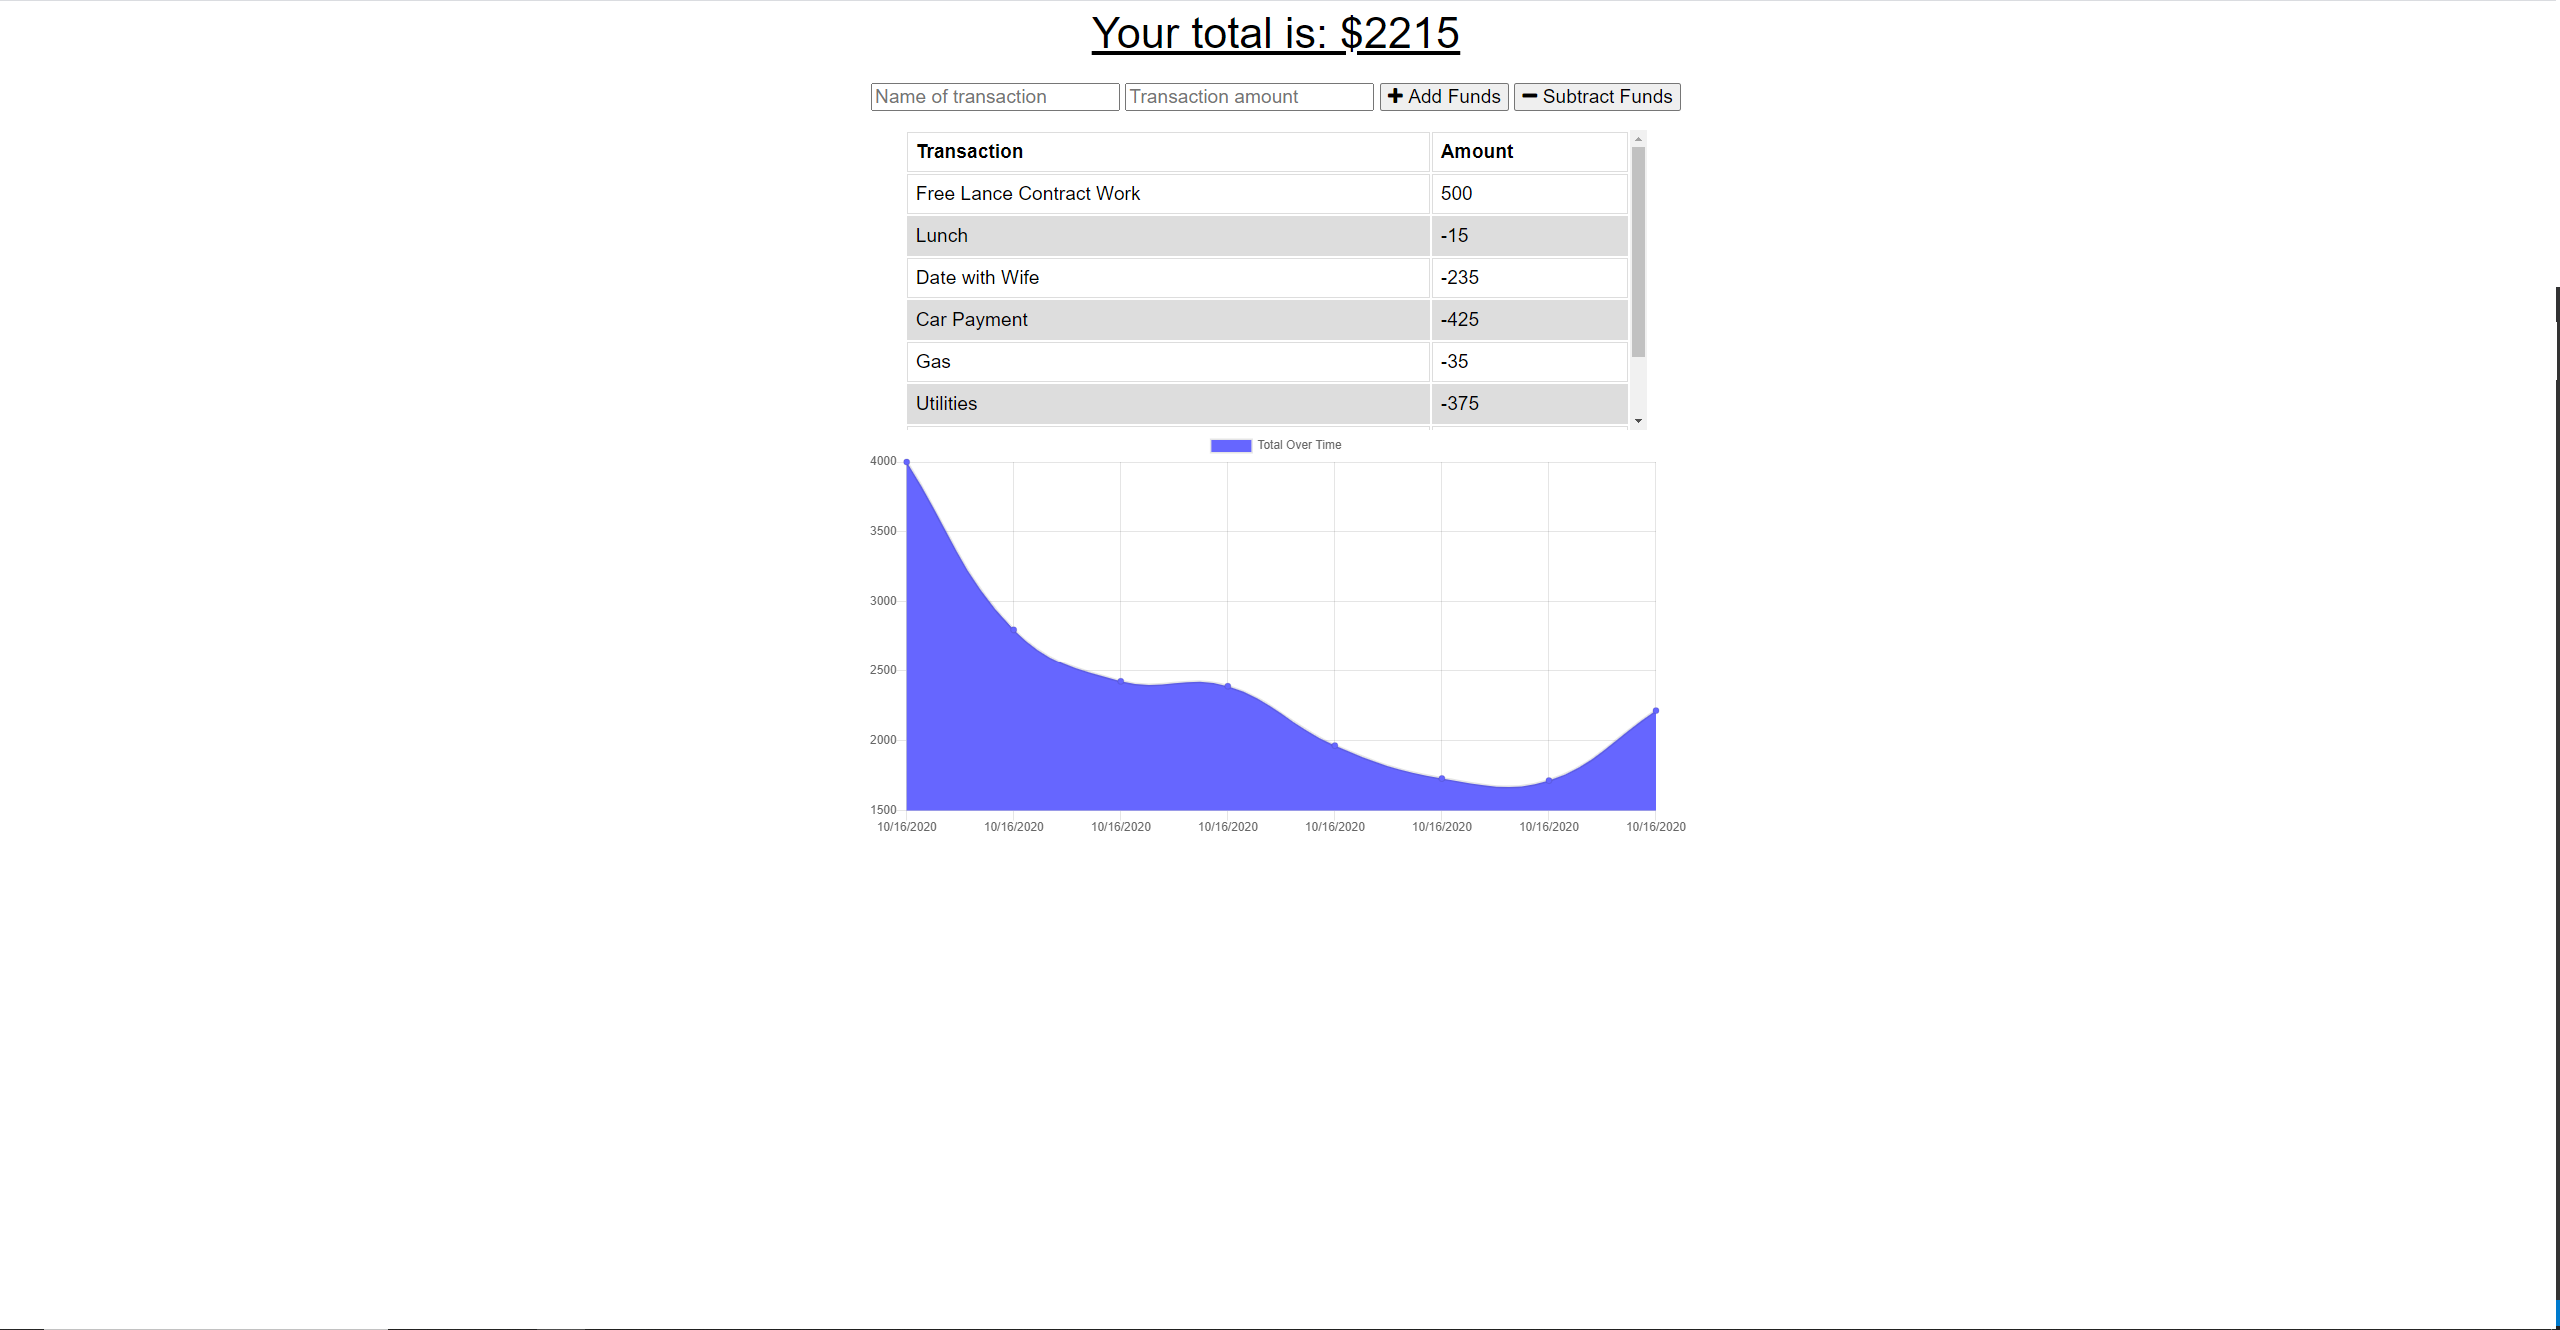 Your total is: $2215
Name of transaction Transaction amount + Add Funds − Subtract Funds
Transaction Amount
Free Lance Contract Work 500
Lunch -15
Date with Wife -235
Car Payment -425
Gas -35
Utilities -375
Total Over Time
4000
3500
3000
2500
2000
1500
10/16/2020 10/16/2020 10/16/2020 10/16/2020 10/16/2020 10/16/2020 10/16/2020 10/16/2020